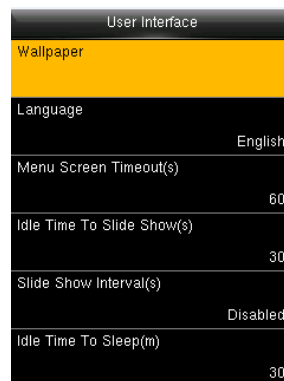 User Interface
Wallpaper
Language
English
Menu Screen Timeout(s)
60
Idle Time To Slide Show(s)
30
Slide Show Interval(s)
Disabled
Idle Time To Sleep(m)
30